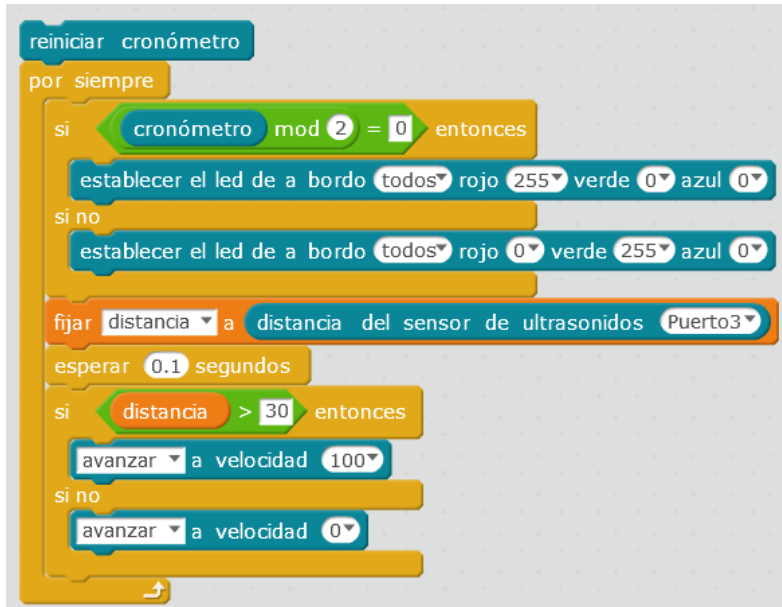 reiniciar cronómetro
por siempre
si cronómetro mod 2 = 0 entonces
establecer el led de a bordo todos rojo 255 verde 0 azul 0
si no
establecer el led de a bordo todos rojo 0 verde 255 azul 0
fijar distancia a distancia del sensor de ultrasonidos Puerto3
esperar 0.1 segundos
si distancia > 30 entonces
avanzar a velocidad 100
si no
avanzar a velocidad 0